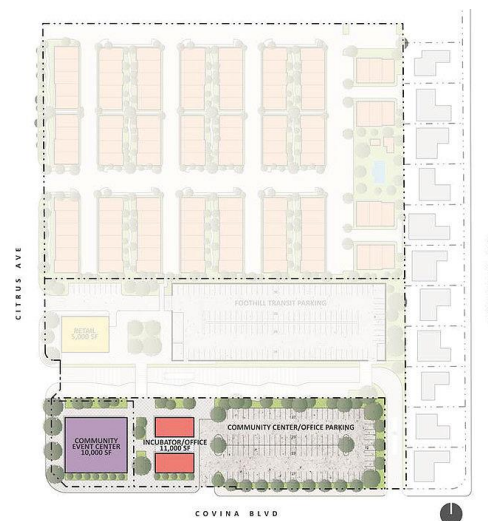 CITRUS AVE
FOOTHILL TRANSIT PARKING
RETAIL
5,000 SF
COMMUNITY
EVENT CENTER
10,000 SF
INCUBATOR/OFFICE
11,000 SF
COMMUNITY CENTER/OFFICE PARKING
COVINA BLVD